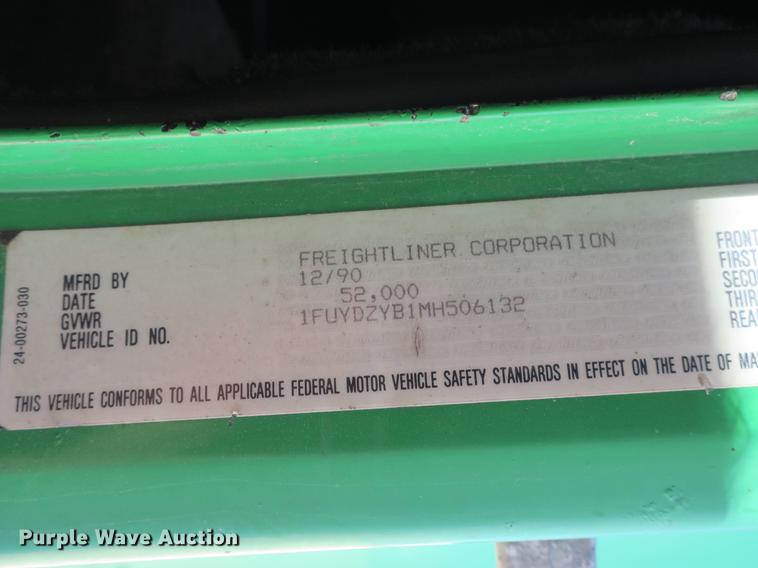 MFRD BY FREIGHTLINER CORPORATION
DATE 12/90
GVWR 52,000
VEHICLE ID NO. 1FUYDZYB1MH506132
24-00273-030
FRONT
FIRST
SECO
THIR
REA
THIS VEHICLE CONFORMS TO ALL APPLICABLE FEDERAL MOTOR VEHICLE SAFETY STANDARDS IN EFFECT ON THE DATE OF MA
Purple Wave Auction